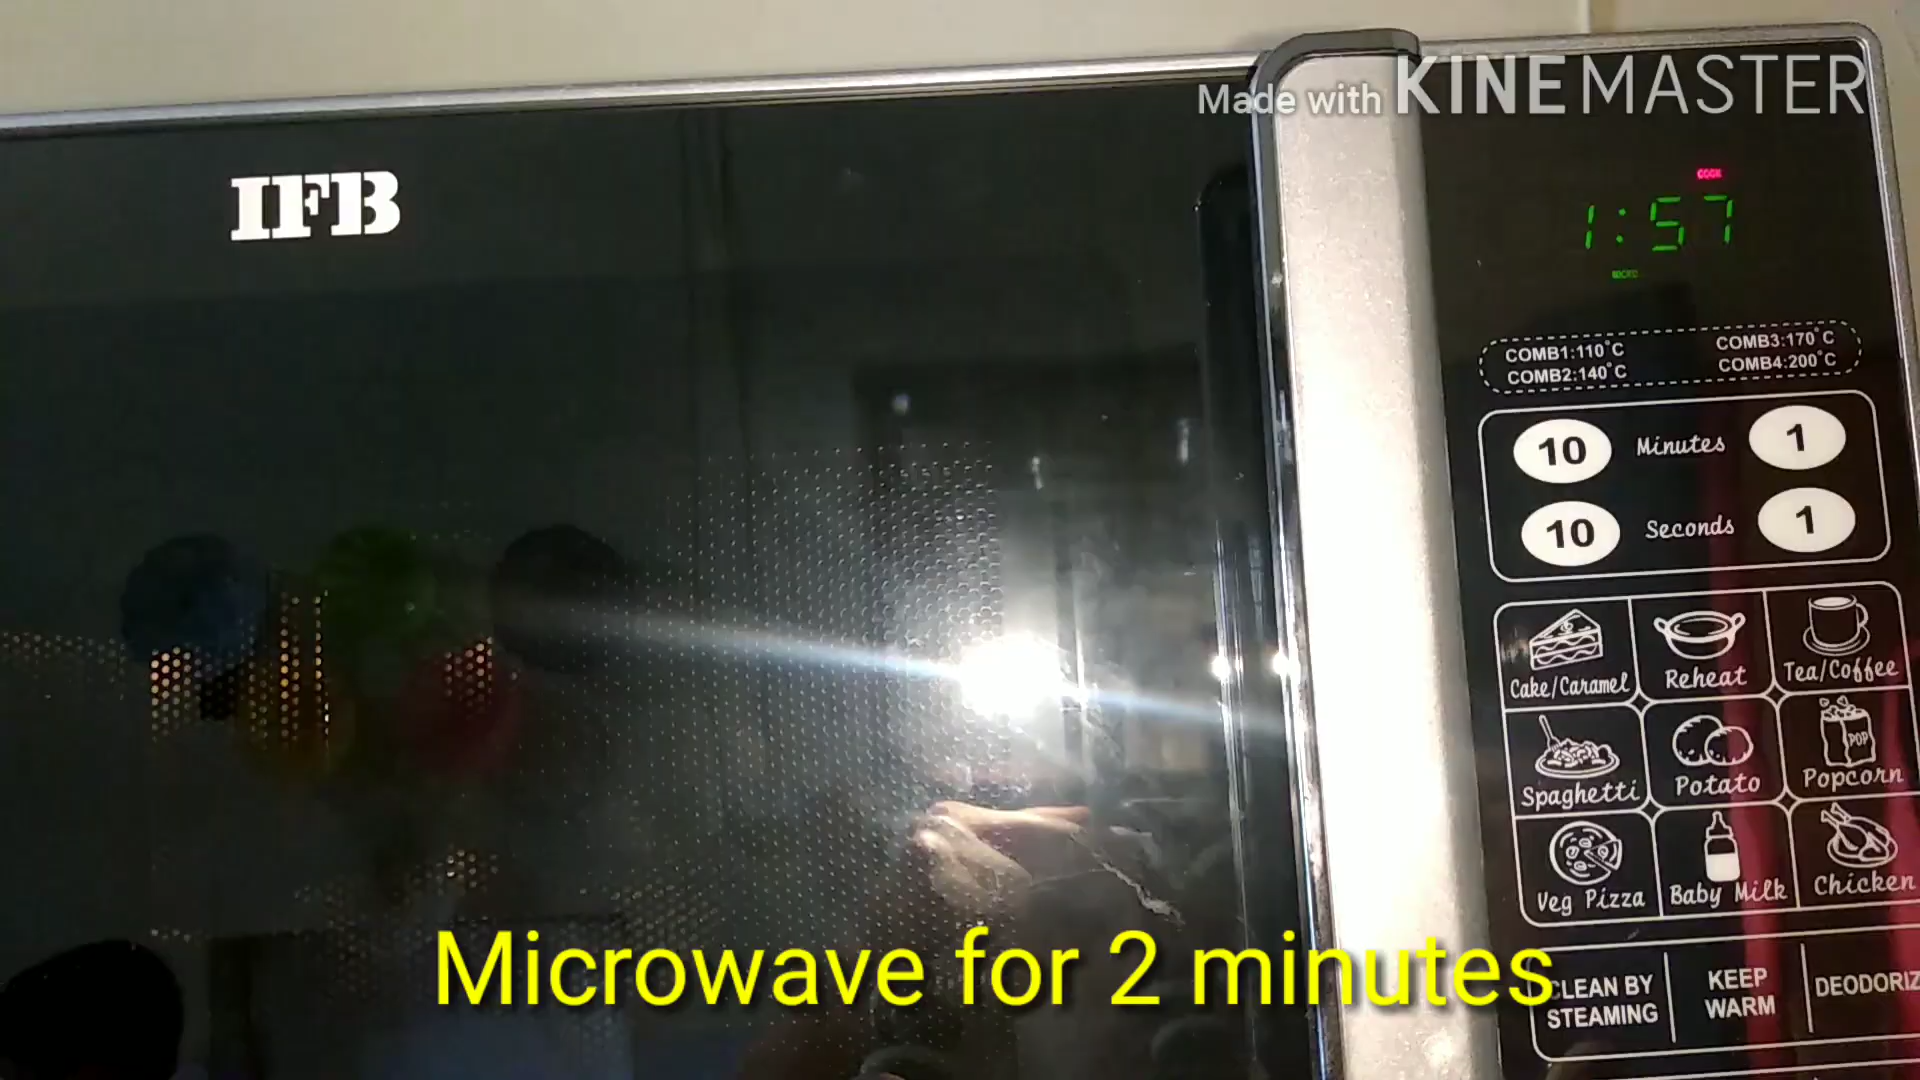 Made with KINEMASTER
IFB
COOK
1:57
COMB1:110°C COMB3:170°C
COMB2:140°C COMB4:200°C
10 Minutes 1
10 Seconds 1
Cake/Caramel Reheat Tea/Coffee
POP
Spaghetti Potato Popcorn
Veg Pizza Baby Milk Chicken
Microwave for 2 minutes
CLEAN BY STEAMING
KEEP WARM
DEODORIZ